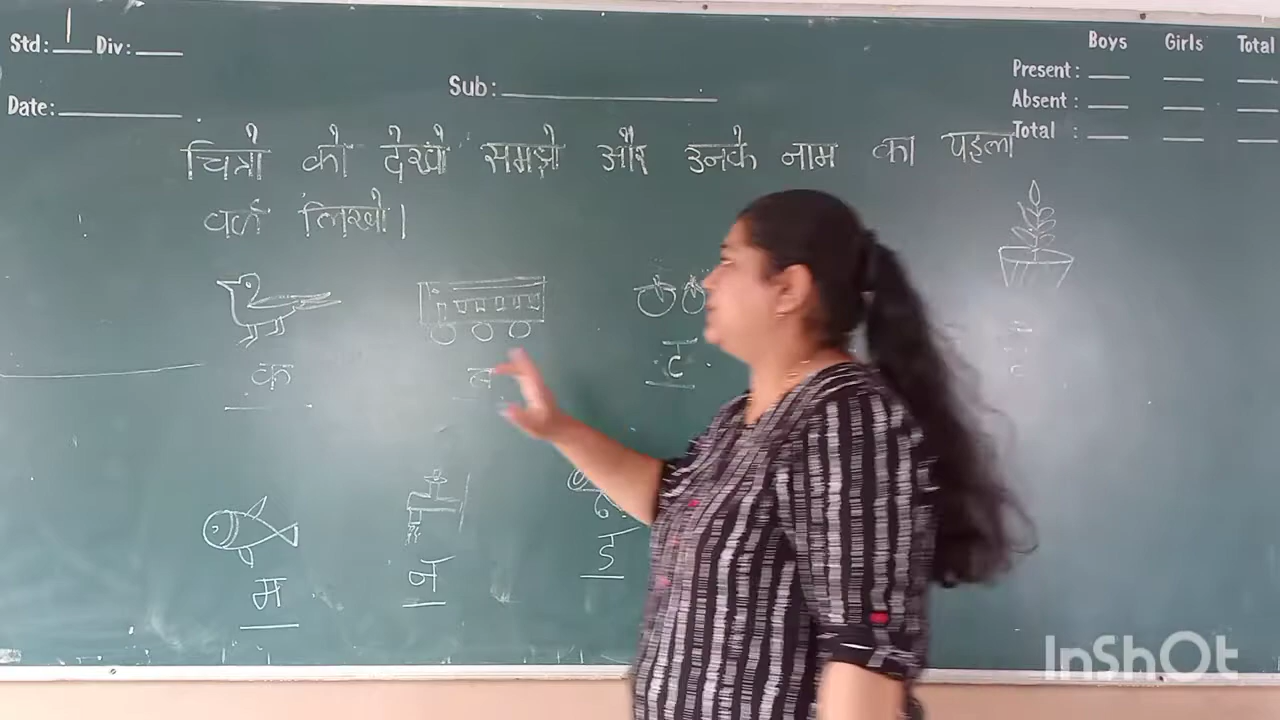 Std: 1 Div:
Boys Girls Total
Present:
Sub:
Absent :
Date:
Total :
चित्रो को देखो समझो और उनके नाम का पहला
वर्ण लिखो।
क ब ट
म न ड
InShOt